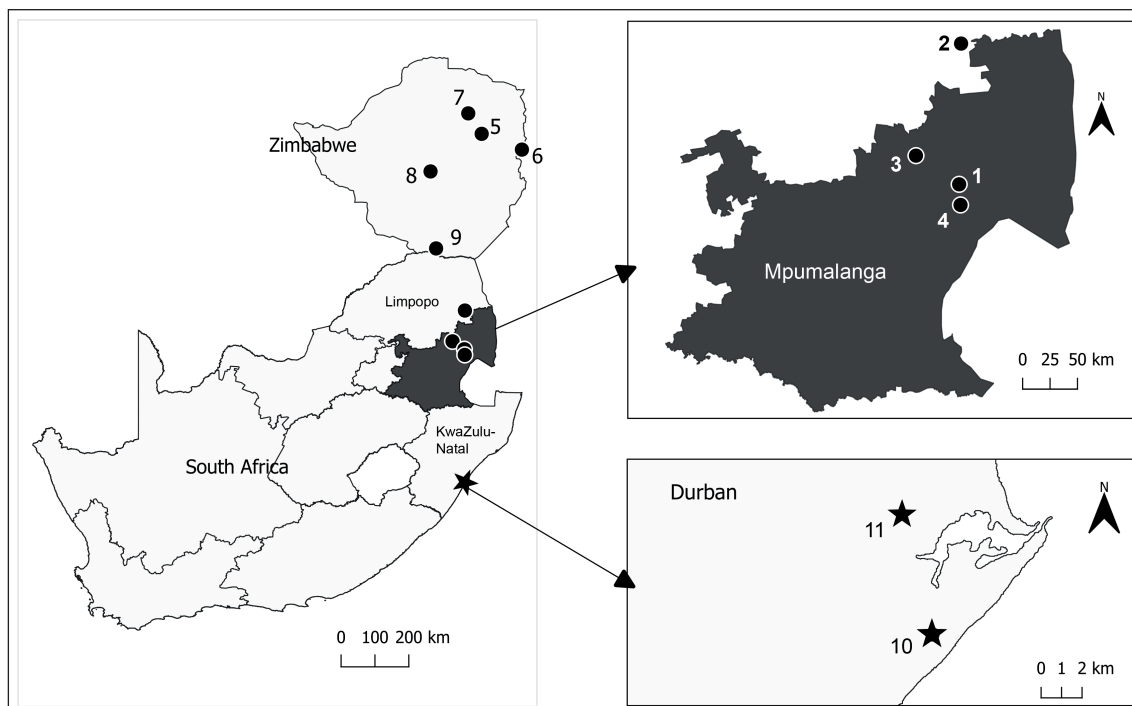 7
5
Zimbabwe
6
8
9
Limpopo
KwaZulu-
Natal
South Africa
0 100 200 km
2
N
3
1
4
Mpumalanga
0 25 50 km
Durban
N
11
10
0 1 2 km